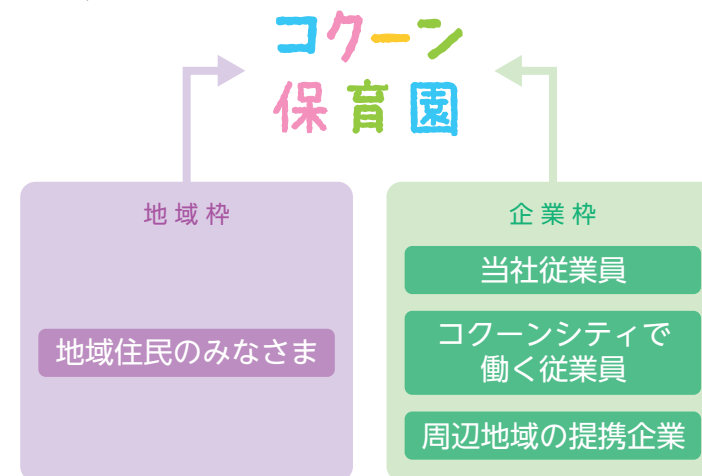 コクーン
保育園
地域枠
地域住民のみなさま
企業枠
当社従業員
コクーンシティで
働く従業員
周辺地域の提携企業